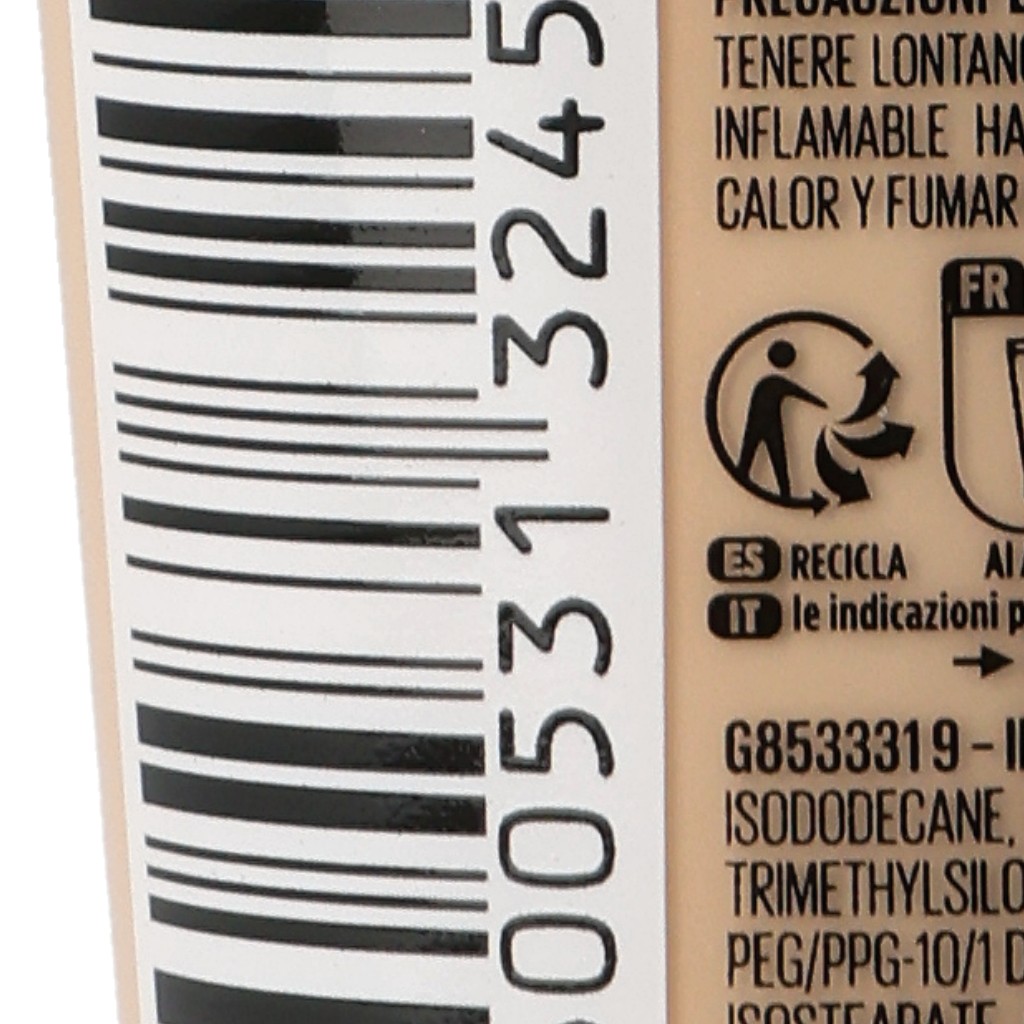 00531 3245
TENERE LONTANO
INFLAMABLE HA
CALOR Y FUMAR
FR
ES RECICLA Al
IT le indicazioni
G8533319 –
ISODODECANE,
TRIMETHYLSILO
PEG/PPG-10/1 D